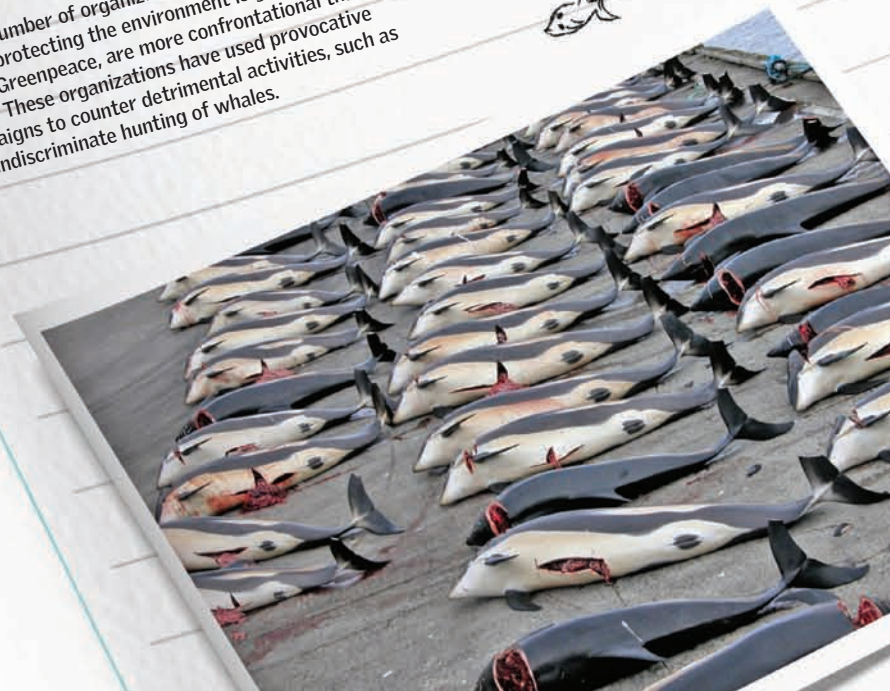 umber of organiz
protecting the environment is
Greenpeace, are more confrontational th
These organizations have used provocative
aigns to counter detrimental activities, such as
ndiscriminate hunting of whales.